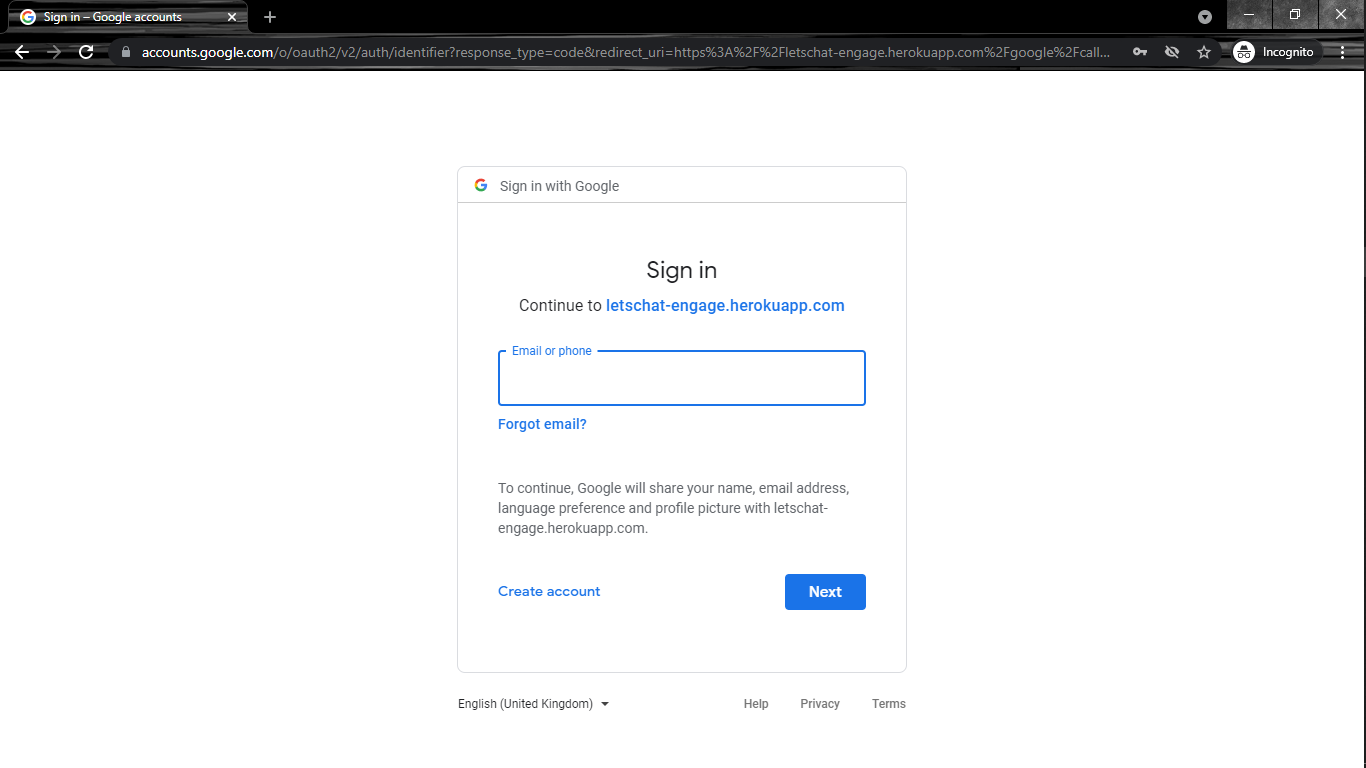 Sign in – Google accounts
accounts.google.com/o/oauth2/v2/auth/identifier?response_type=code&redirect_uri=https%3A%2F%2Fletschat-engage.herokuapp.com%2Fgoogle%2Fcall...
Incognito
Sign in with Google
Sign in
Continue to letschat-engage.herokuapp.com
Email or phone
Forgot email?
To continue, Google will share your name, email address,
language preference and profile picture with letschat-
engage.herokuapp.com.
Create account
Next
English (United Kingdom)
Help
Privacy
Terms